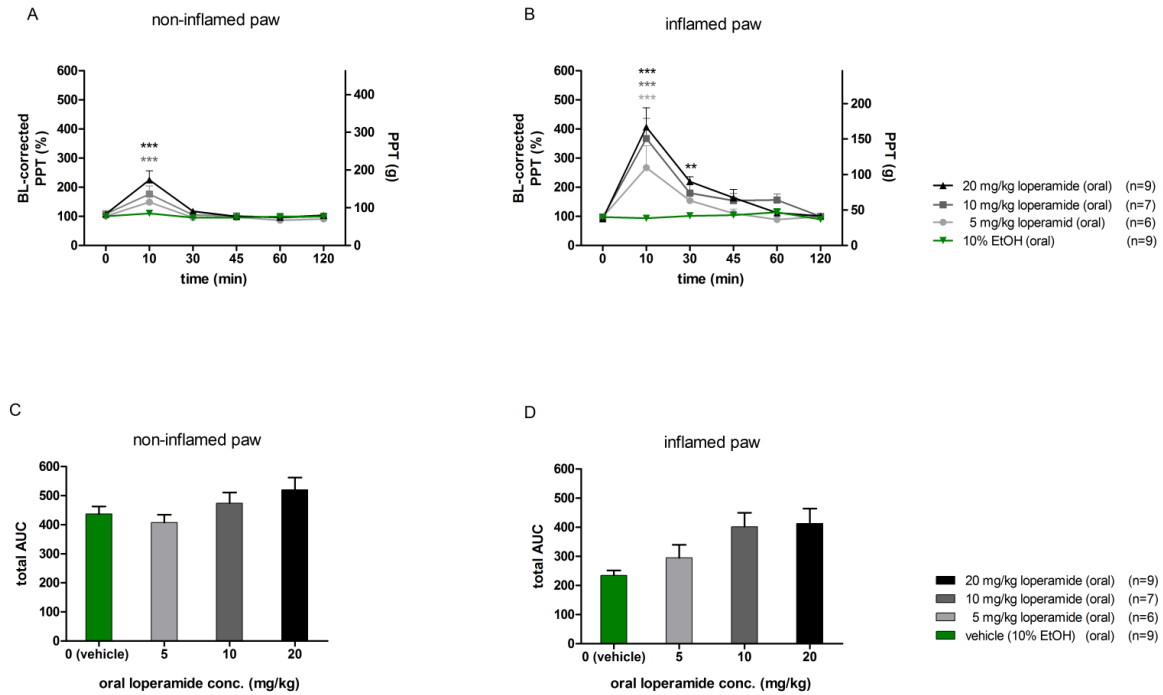 A
non-inflamed paw
B
inflamed paw
BL-corrected
PPT (%)
600
500
400
300
200
100
0
***
***
400
300
200
100
0
PPT (g)
0 10 30 45 60 120
time (min)
BL-corrected
PPT (%)
600
500
400
300
200
100
0
***
***
***
**
200
150
100
50
0
PPT (g)
0 10 30 45 60 120
time (min)
20 mg/kg loperamide (oral) (n=9)
10 mg/kg loperamide (oral) (n=7)
5 mg/kg loperamid (oral) (n=6)
10% EtOH (oral) (n=9)
C
non-inflamed paw
D
inflamed paw
total AUC
600
500
400
300
200
100
0
0 (vehicle) 5 10 20
oral loperamide conc. (mg/kg)
total AUC
600
500
400
300
200
100
0
0 (vehicle) 5 10 20
oral loperamide conc. (mg/kg)
20 mg/kg loperamide (oral) (n=9)
10 mg/kg loperamide (oral) (n=7)
5 mg/kg loperamide (oral) (n=6)
vehicle (10% EtOH) (oral) (n=9)